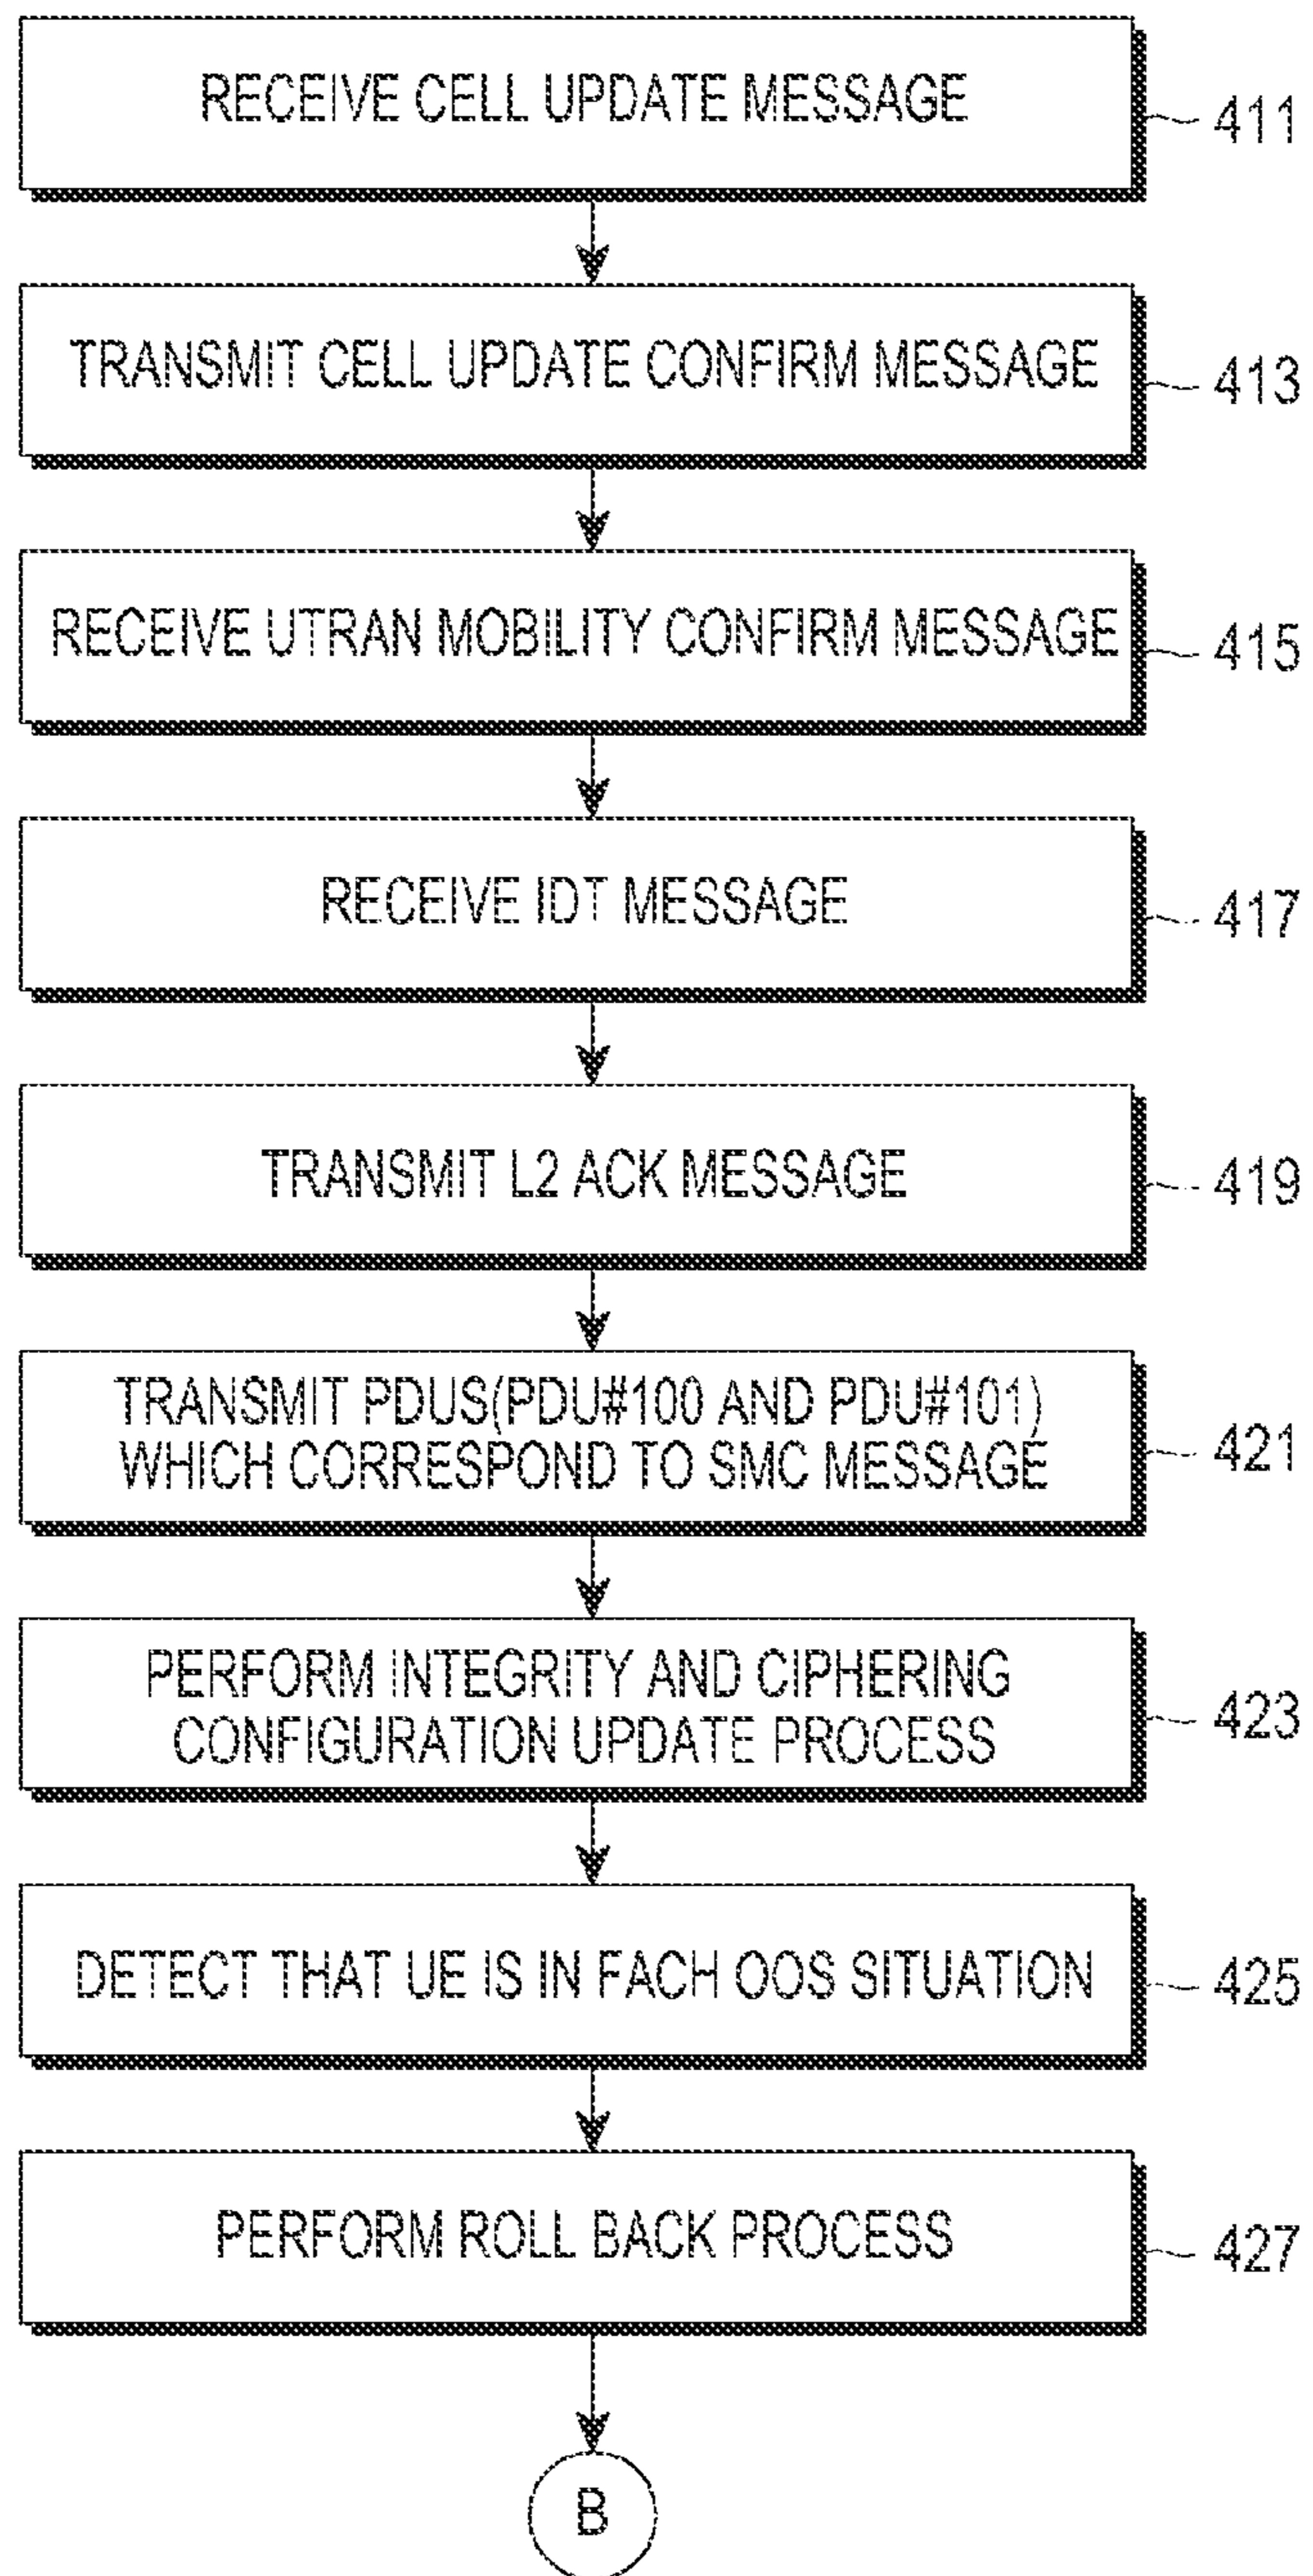 RECEIVE CELL UPDATE MESSAGE
411
TRANSMIT CELL UPDATE CONFIRM MESSAGE
413
RECEIVE UTRAN MOBILITY CONFIRM MESSAGE
415
RECEIVE IDT MESSAGE
417
TRANSMIT L2 ACK MESSAGE
419
TRANSMIT PDUS(PDU#100 AND PDU#101)
WHICH CORRESPOND TO SMC MESSAGE
421
PERFORM INTEGRITY AND CIPHERING
CONFIGURATION UPDATE PROCESS
423
DETECT THAT UE IS IN FACH OOS SITUATION
425
PERFORM ROLL BACK PROCESS
427
B